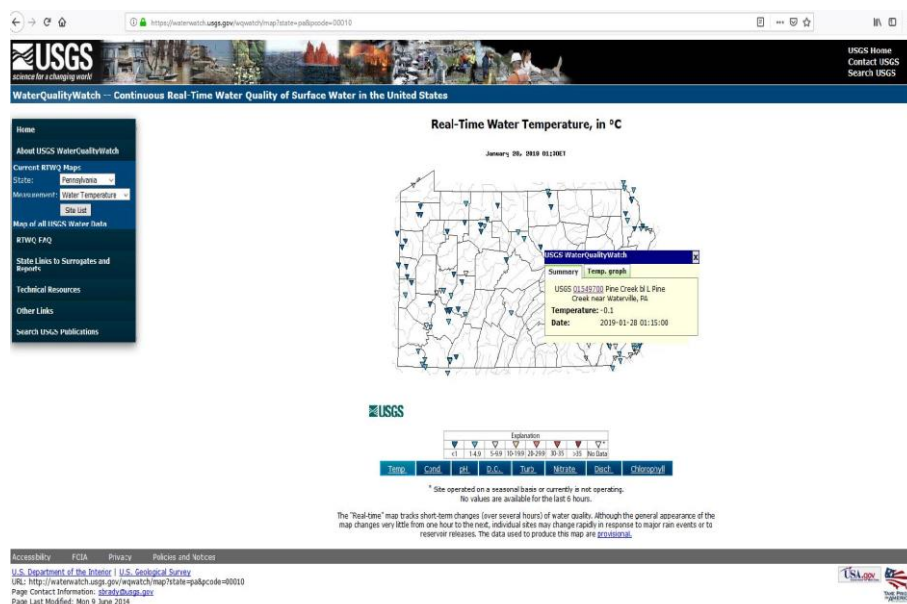 https://waterwatch.usgs.gov/wqwatch/map?state=pa&pcode=00010
USGS
science for a changing world
USGS Home
Contact USGS
Search USGS
WaterQualityWatch -- Continuous Real-Time Water Quality of Surface Water in the United States
Home
About USGS WaterQualityWatch
Current RTWQ Maps
State: Pennsylvania
Measurement: Water Temperature
Site List
Map of all USGS Water Data
RTWQ FAQ
State Links to Surrogates and
Reports
Technical Resources
Other Links
Search USGS Publications
Real-Time Water Temperature, in °C
USGS WaterQualityWatch x
Summary Temp. graph
USGS 01549700 Pine Creek bl L Pine
Creek near Waterville, PA
Temperature: -0.1
Date: 2019-01-28 01:15:00
USGS
Explanation
<1 1-4.9 5-9.9 10-19.9 20-29.9 30-35 >35 No Data
Temp. Cond. pH D.O. Turb. Nitrate Disch. Chlorophyll
* Site operated on a seasonal basis or currently is not operating.
No values are available for the last 6 hours.
The "Real-time" map tracks short-term changes (over several hours) of water quality. Although the general appearance of the
map changes very little from one hour to the next, individual sites may change rapidly in response to major rain events or to
reservoir releases. The data used to produce this map are provisional.
Accessibility FOIA Privacy Policies and Notices
U.S. Department of the Interior | U.S. Geological Survey
URL: http://waterwatch.usgs.gov/wqwatch/map?state=pa&pcode=00010
Page Contact Information: sbrady@usgs.gov
Page Last Modified: Mon 9 June 2014
USA.gov